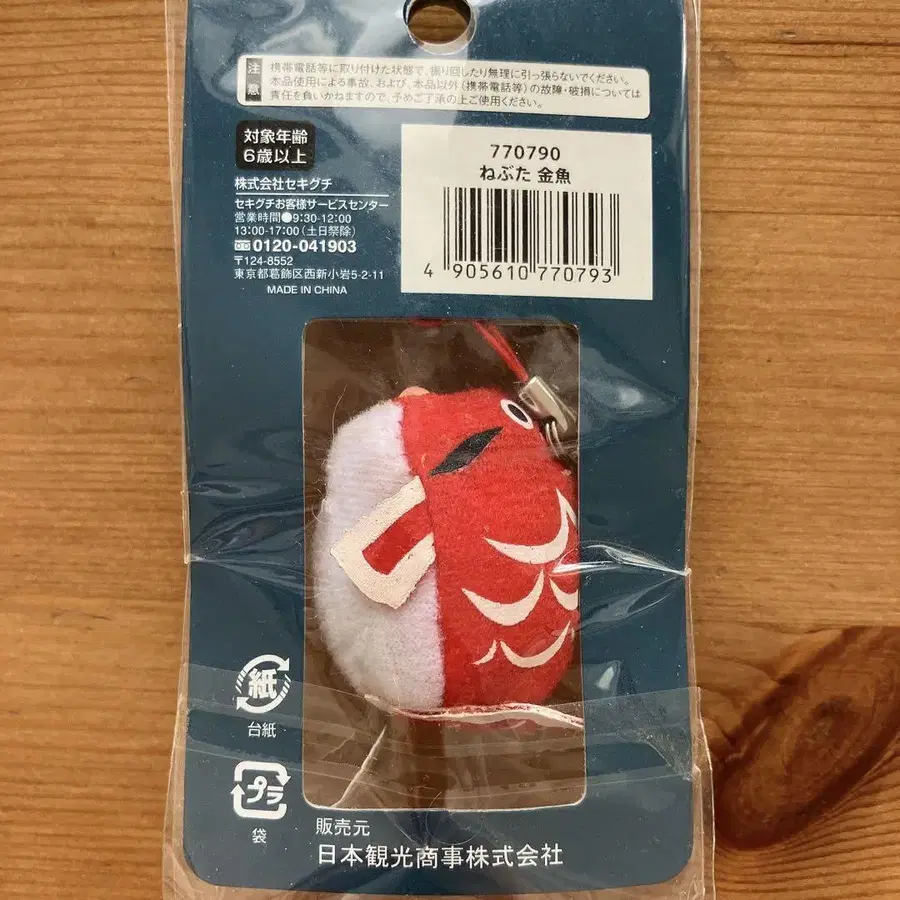 注意
携帯電話等に取り付けた状態で、振り回したり無理に引っ張らないでください。
本品使用による事故、および、本品以外(携帯電話等)の故障・破損については
責任を負いかねますので、予めご了承の上ご使用ください。
対象年齢
6歳以上
株式会社セキグチ
セキグチお客様サービスセンター
営業時間●9:30-12:00
13:00-17:00(土日祭除)
0120-041903
〒124-8552
東京都葛飾区西新小岩5-2-11
MADE IN CHINA
770790
ねぶた 金魚
4 905610 770793
紙
台紙
プラ
袋
販売元
日本観光商事株式会社